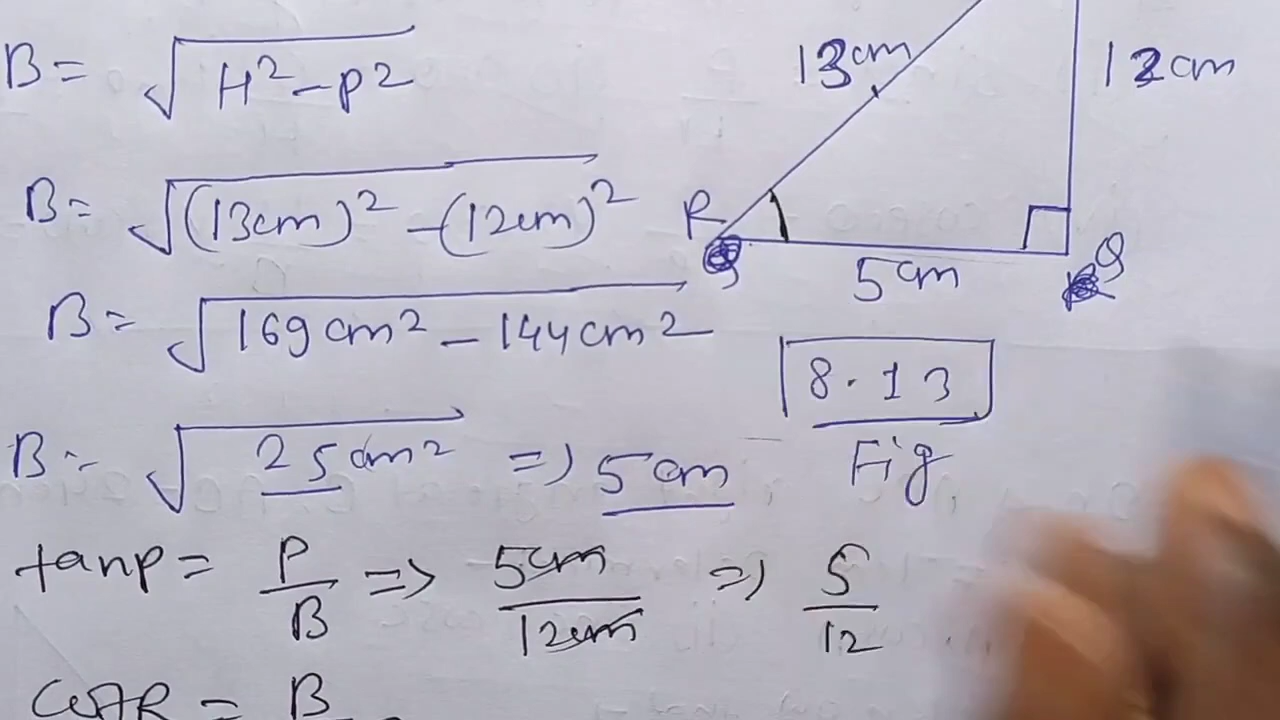 B = √H² - P²
13cm
12cm
B = √(13cm)² - (12cm)²
R
Q
5cm
B = √169cm² - 144cm²
8.13
Fig
B = √25cm² => 5cm
tanP = P/B => 5cm/12cm => 5/12
cotR = B